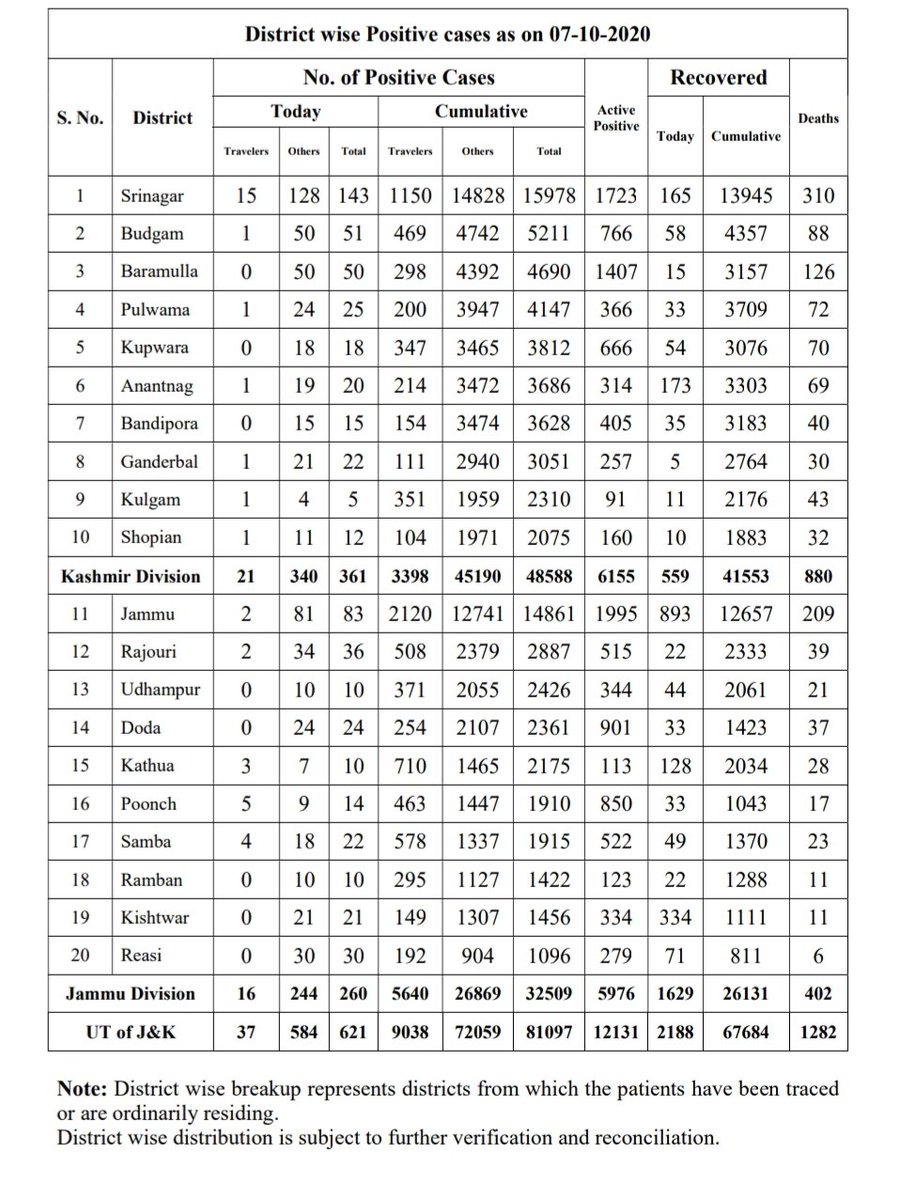 District wise Positive cases as on 07-10-2020
S. No. District No. of Positive Cases Active Positive Recovered Deaths
Today Cumulative Today Cumulative
Travelers Others Total Travelers Others Total
1 Srinagar 15 128 143 1150 14828 15978 1723 165 13945 310
2 Budgam 1 50 51 469 4742 5211 766 58 4357 88
3 Baramulla 0 50 50 298 4392 4690 1407 15 3157 126
4 Pulwama 1 24 25 200 3947 4147 366 33 3709 72
5 Kupwara 0 18 18 347 3465 3812 666 54 3076 70
6 Anantnag 1 19 20 214 3472 3686 314 173 3303 69
7 Bandipora 0 15 15 154 3474 3628 405 35 3183 40
8 Ganderbal 1 21 22 111 2940 3051 257 5 2764 30
9 Kulgam 1 4 5 351 1959 2310 91 11 2176 43
10 Shopian 1 11 12 104 1971 2075 160 10 1883 32
Kashmir Division 21 340 361 3398 45190 48588 6155 559 41553 880
11 Jammu 2 81 83 2120 12741 14861 1995 893 12657 209
12 Rajouri 2 34 36 508 2379 2887 515 22 2333 39
13 Udhampur 0 10 10 371 2055 2426 344 44 2061 21
14 Doda 0 24 24 254 2107 2361 901 33 1423 37
15 Kathua 3 7 10 710 1465 2175 113 128 2034 28
16 Poonch 5 9 14 463 1447 1910 850 33 1043 17
17 Samba 4 18 22 578 1337 1915 522 49 1370 23
18 Ramban 0 10 10 295 1127 1422 123 22 1288 11
19 Kishtwar 0 21 21 149 1307 1456 334 334 1111 11
20 Reasi 0 30 30 192 904 1096 279 71 811 6
Jammu Division 16 244 260 5640 26869 32509 5976 1629 26131 402
UT of J&K 37 584 621 9038 72059 81097 12131 2188 67684 1282
Note: District wise breakup represents districts from which the patients have been traced
or are ordinarily residing.
District wise distribution is subject to further verification and reconciliation.